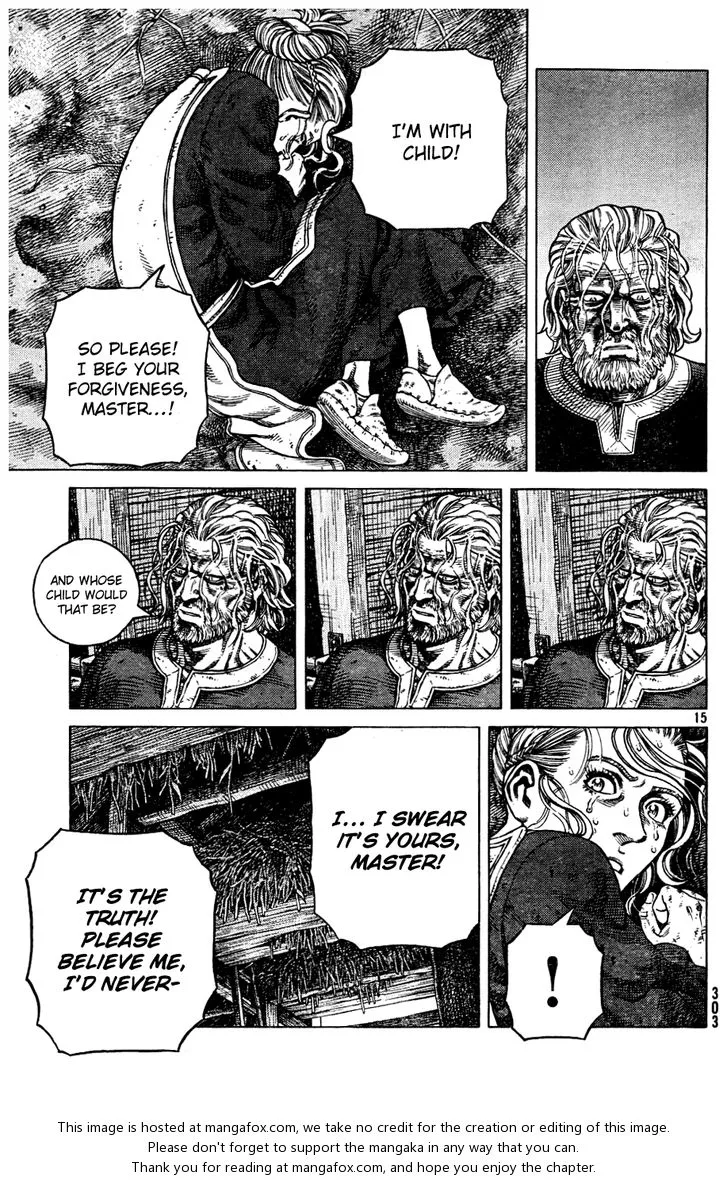 I'M WITH
CHILD!
SO PLEASE!
I BEG YOUR
FORGIVENESS,
MASTER...!
AND WHOSE
CHILD WOULD
THAT BE?
15
!
I... I SWEAR
IT'S YOURS,
MASTER!
IT'S THE
TRUTH!
PLEASE
BELIEVE ME,
I'D NEVER-
303
This image is hosted at mangafox.com, we take no credit for the creation or editing of this image.
Please don't forget to support the mangaka in any way that you can.
Thank you for reading at mangafox.com, and hope you enjoy the chapter.